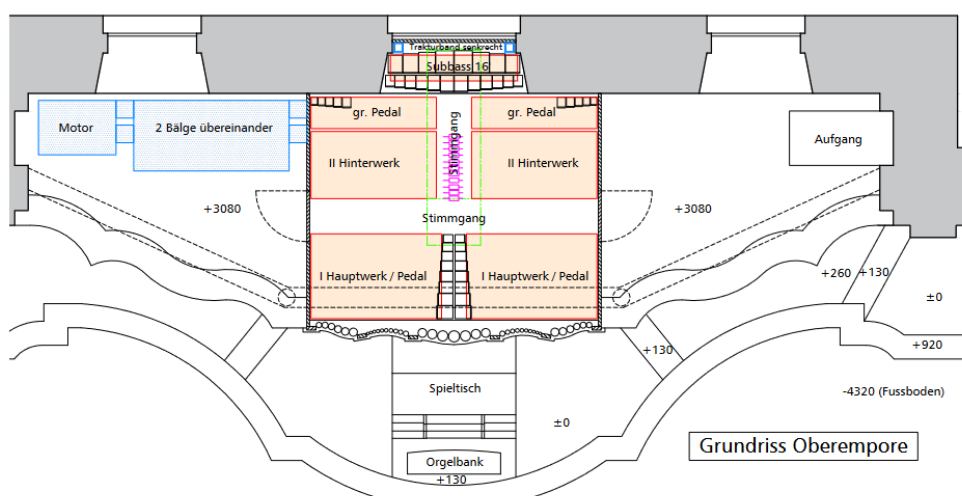 Trakturband senkrecht
Subbass 16'
gr. Pedal
gr. Pedal
Motor
2 Bälge übereinander
Stimmgang
Aufgang
II Hinterwerk
II Hinterwerk
+3080
Stimmgang
+3080
I Hauptwerk / Pedal
I Hauptwerk / Pedal
+260
+130
±0
+130
+920
Spieltisch
-4320 (Fussboden)
±0
Grundriss Oberempore
Orgelbank
+130